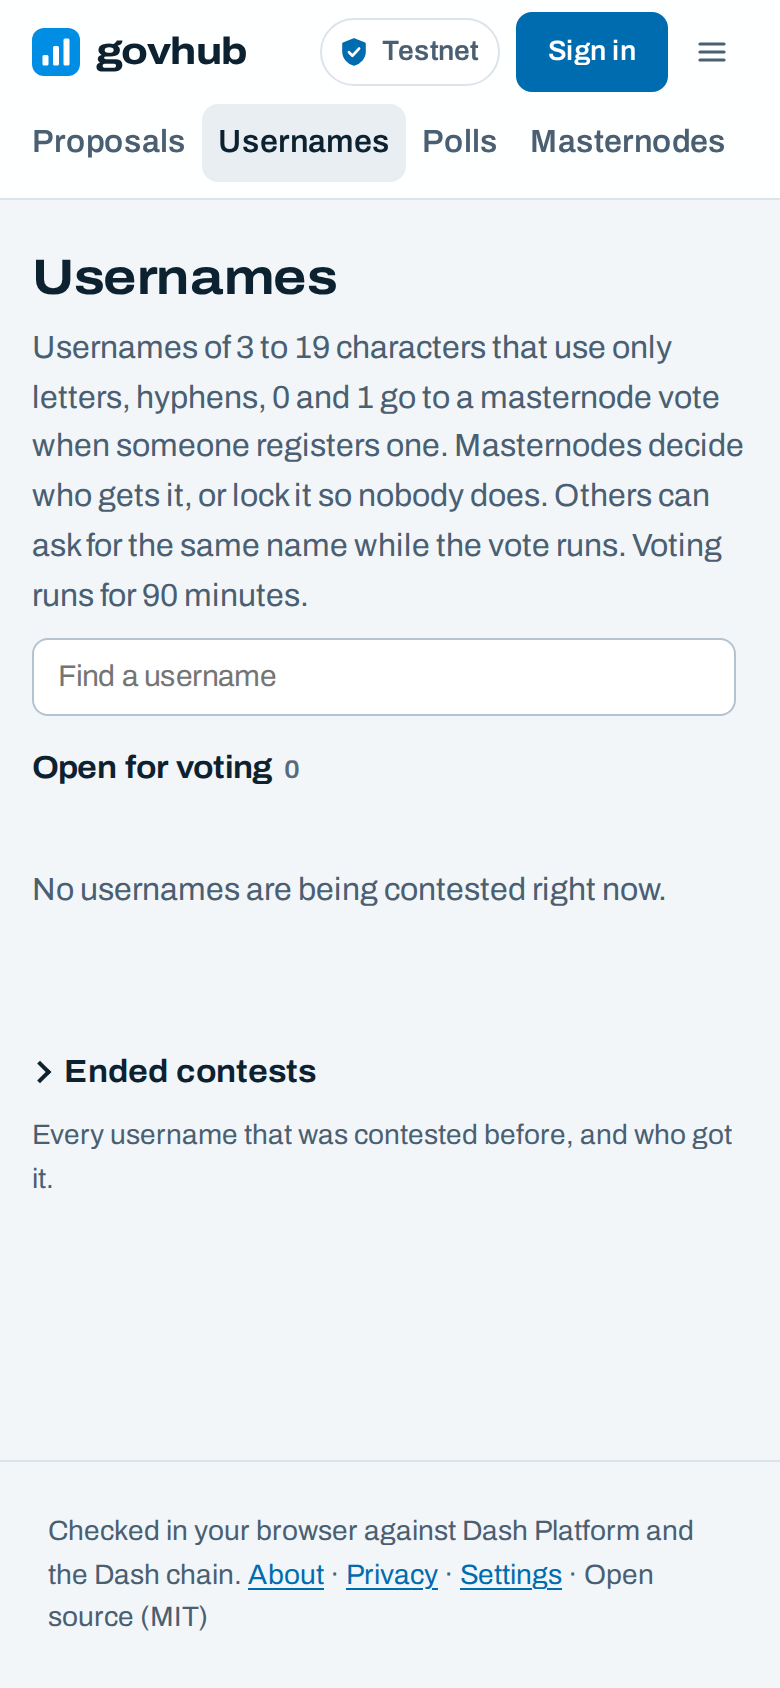 govhub
Testnet
Sign in
Proposals
Usernames
Polls
Masternodes
Usernames
Usernames of 3 to 19 characters that use only
letters, hyphens, 0 and 1 go to a masternode vote
when someone registers one. Masternodes decide
who gets it, or lock it so nobody does. Others can
ask for the same name while the vote runs. Voting
runs for 90 minutes.
Find a username
Open for voting 0
No usernames are being contested right now.
Ended contests
Every username that was contested before, and who got
it.
Checked in your browser against Dash Platform and
the Dash chain. About · Privacy · Settings · Open
source (MIT)